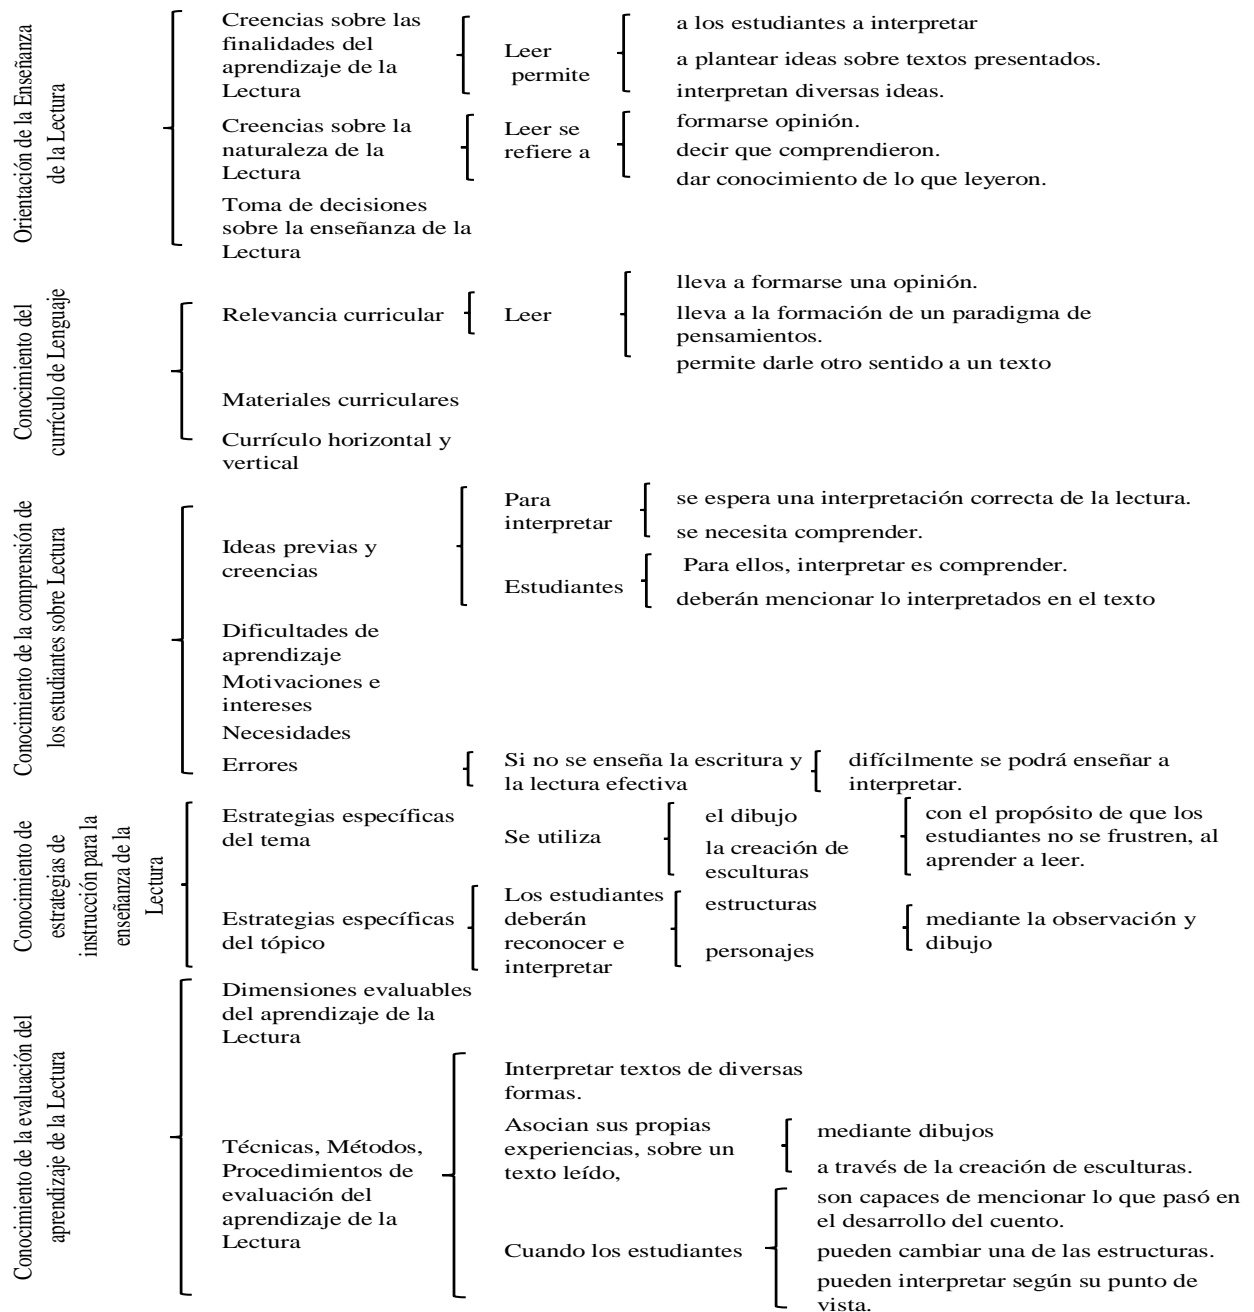 Orientación de la Enseñanza
de la Lectura
Creencias sobre las
finalidades del
aprendizaje de la
Lectura
Leer
permite
a los estudiantes a interpretar
a plantear ideas sobre textos presentados.
interpretan diversas ideas.
Creencias sobre la
naturaleza de la
Lectura
Leer se
refiere a
formarse opinión.
decir que comprendieron.
dar conocimiento de lo que leyeron.
Toma de decisiones
sobre la enseñanza de la
Lectura
Conocimiento del
currículo de Lenguaje
Relevancia curricular
Leer
lleva a formarse una opinión.
lleva a la formación de un paradigma de
pensamientos.
permite darle otro sentido a un texto
Materiales curriculares
Currículo horizontal y
vertical
Conocimiento de la comprensión de
los estudiantes sobre Lectura
Ideas previas y
creencias
Para
interpretar
se espera una interpretación correcta de la lectura.
se necesita comprender.
Estudiantes
Para ellos, interpretar es comprender.
deberán mencionar lo interpretados en el texto
Dificultades de
aprendizaje
Motivaciones e
intereses
Necesidades
Errores
Si no se enseña la escritura y
la lectura efectiva
difícilmente se podrá enseñar a
interpretar.
Conocimiento de
estrategias de
instrucción para la
enseñanza de la
Lectura
Estrategias específicas
del tema
Se utiliza
el dibujo
la creación de
esculturas
con el propósito de que los
estudiantes no se frustren, al
aprender a leer.
Estrategias específicas
del tópico
Los estudiantes
deberán
reconocer e
interpretar
estructuras
personajes
mediante la observación y
dibujo
Conocimiento de la evaluación del
aprendizaje de la Lectura
Dimensiones evaluables
del aprendizaje de la
Lectura
Técnicas, Métodos,
Procedimientos de
evaluación del
aprendizaje de la
Lectura
Interpretar textos de diversas
formas.
Asocian sus propias
experiencias, sobre un
texto leído,
mediante dibujos
a través de la creación de esculturas.
Cuando los estudiantes
son capaces de mencionar lo que pasó en
el desarrollo del cuento.
pueden cambiar una de las estructuras.
pueden interpretar según su punto de
vista.